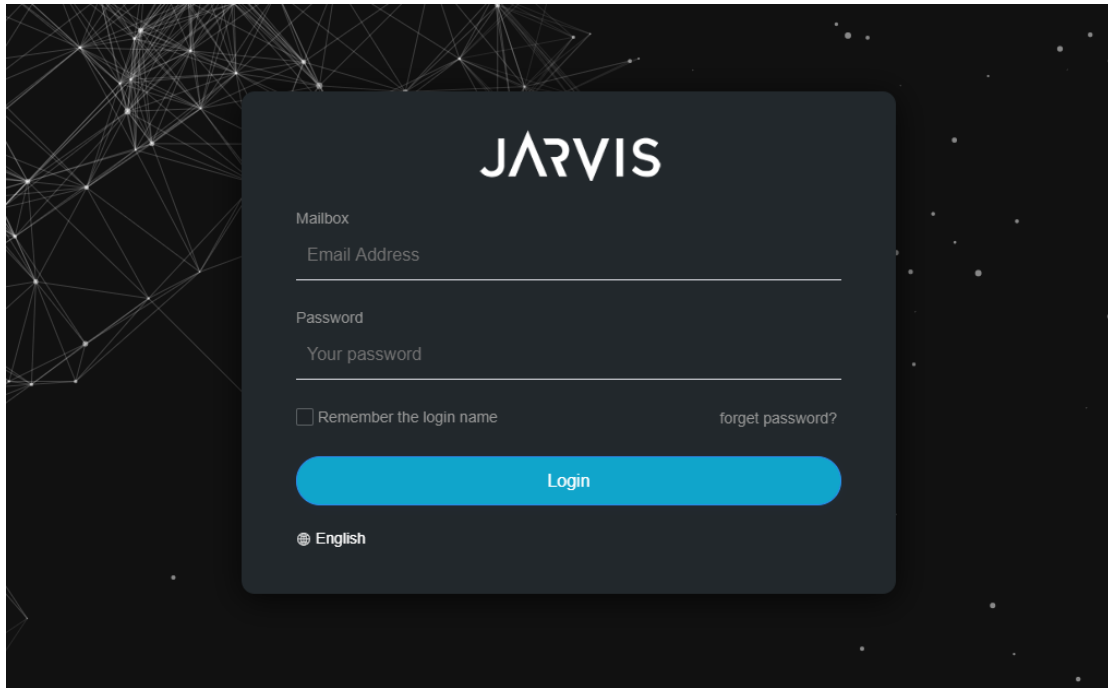 JARVIS
Mailbox
Email Address
Password
Your password
Remember the login name
forget password?
Login
English